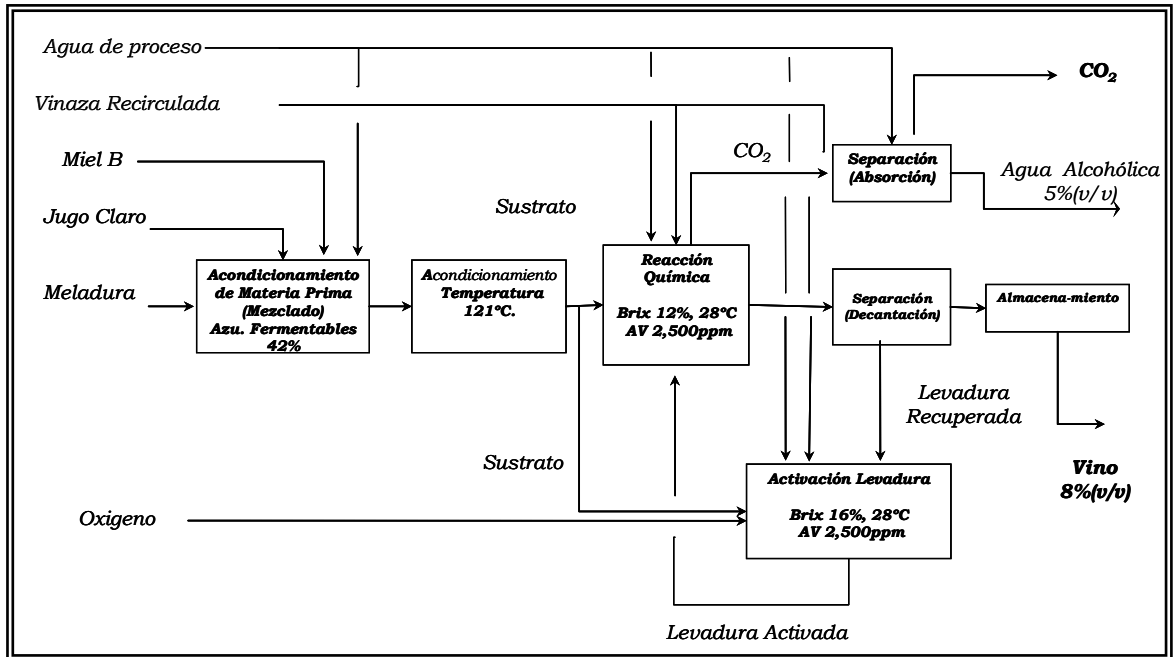 Agua de proceso
CO2
Vinaza Recirculada
Miel B
CO2
Separación
(Absorción)
Agua Alcohólica
5%(v/v)
Sustrato
Jugo Claro
Meladura
Acondicionamiento
de Materia Prima
(Mezclado)
Azu. Fermentables
42%
Acondicionamiento
Temperatura
121ºC.
Reacción
Química
Brix 12%, 28ºC
AV 2,500ppm
Separación
(Decantación)
Almacena-miento
Levadura
Recuperada
Sustrato
Activación Levadura
Brix 16%, 28ºC
AV 2,500ppm
Vino
8%(v/v)
Oxigeno
Levadura Activada